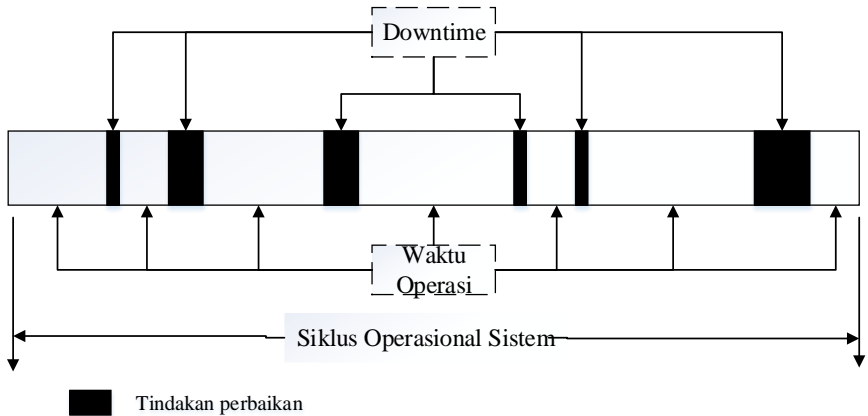 Downtime
Waktu
Operasi
Siklus Operasional Sistem
Tindakan perbaikan